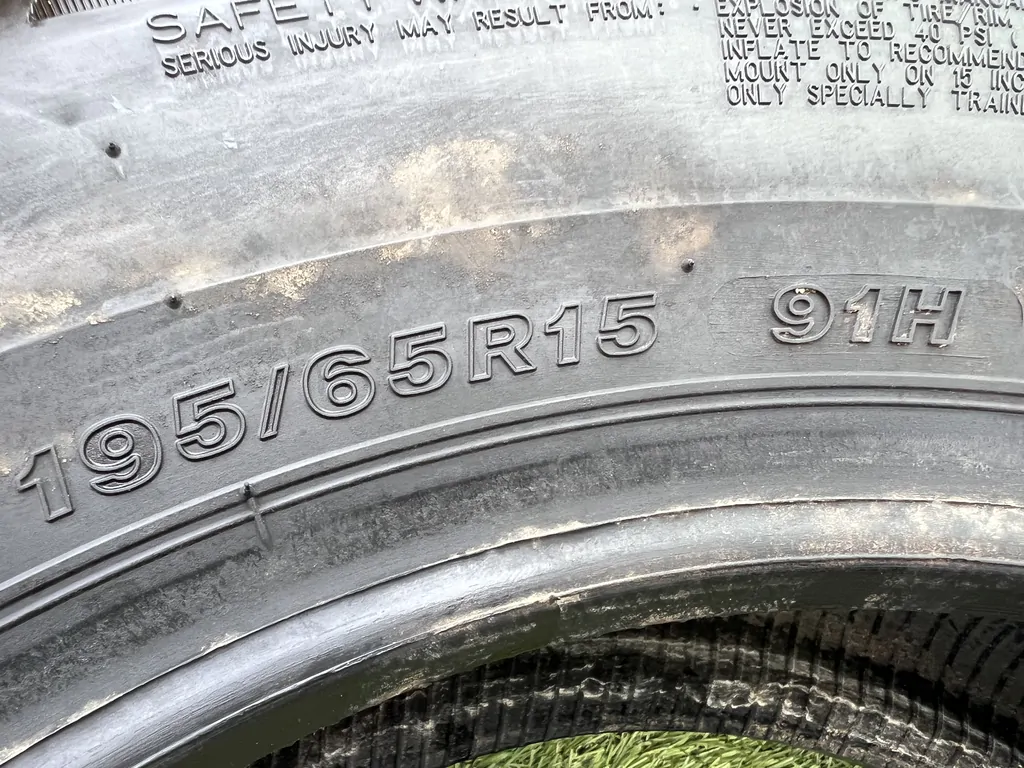 SAFETY
SERIOUS INJURY MAY RESULT FROM:
EXPLOSION OF TIRE/RIM
NEVER EXCEED 40 PSI (
INFLATE TO RECOMMEND
MOUNT ONLY ON 15 INC
ONLY SPECIALLY TRAIN
195/65R15 91H